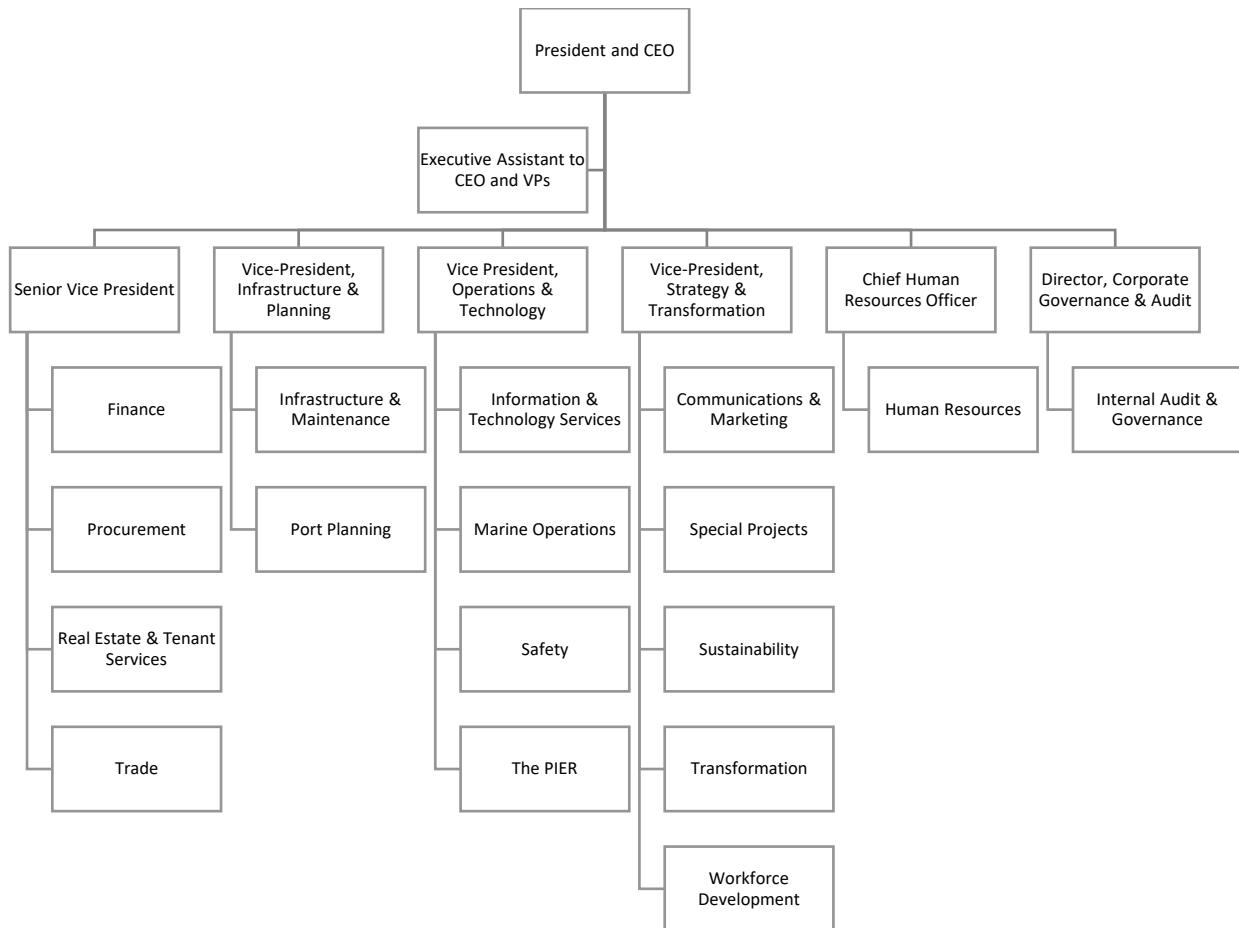 President and CEO
Executive Assistant to
CEO and VPs
Senior Vice President
Vice-President,
Infrastructure &
Planning
Vice President,
Operations &
Technology
Vice-President,
Strategy &
Transformation
Chief Human
Resources Officer
Director, Corporate
Governance & Audit
Finance
Infrastructure &
Maintenance
Information &
Technology Services
Communications &
Marketing
Human Resources
Internal Audit &
Governance
Procurement
Port Planning
Marine Operations
Special Projects
Real Estate & Tenant
Services
Safety
Sustainability
Trade
The PIER
Transformation
Workforce
Development